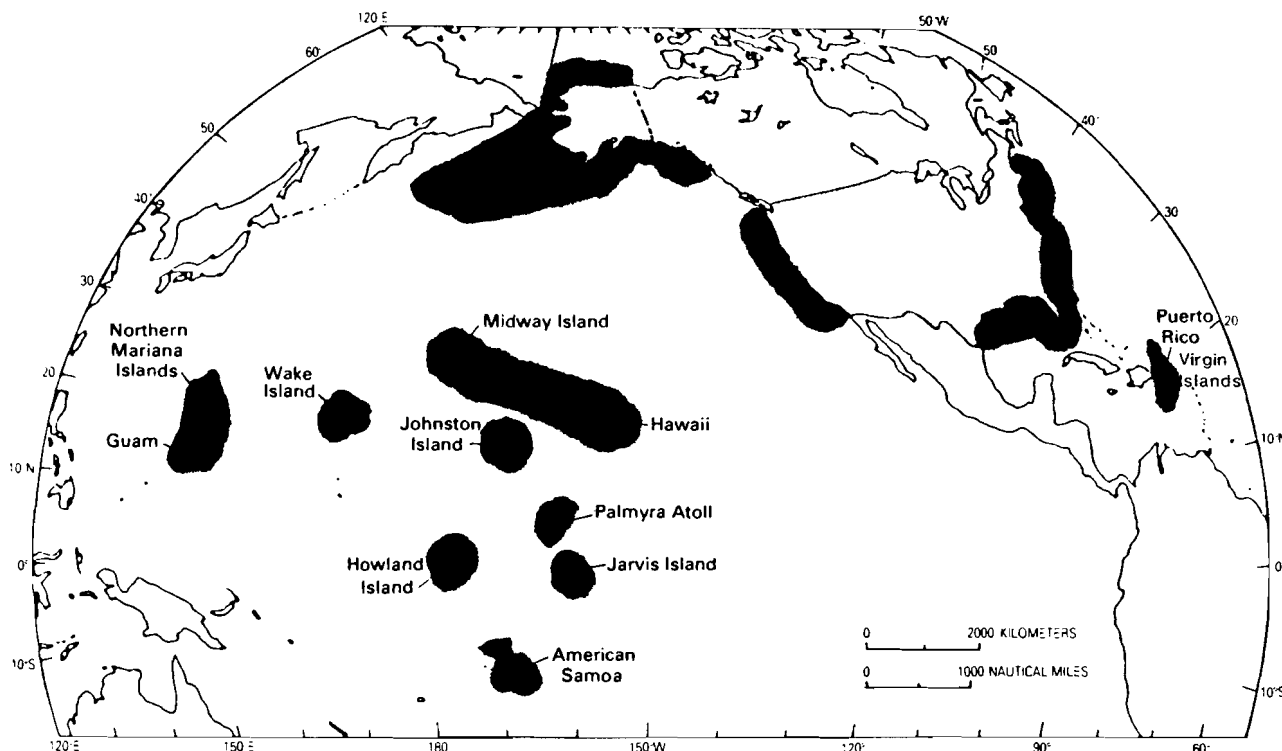 120 E
50 W
60°
50
50
40°
40°
30
30
Midway Island
Northern
Mariana
Islands
Puerto
Rico
20
Wake
Island
Virgin
Islands
20
Johnston
Island
Hawaii
Guam
10 N
10°N
Palmyra Atoll
Howland
Island
Jarvis Island
0°
0°
0 2000 KILOMETERS
American
Samoa
0 1000 NAUTICAL MILES
10°S
10°S
120°E
150°E
180
150°W
120°
90°
60°